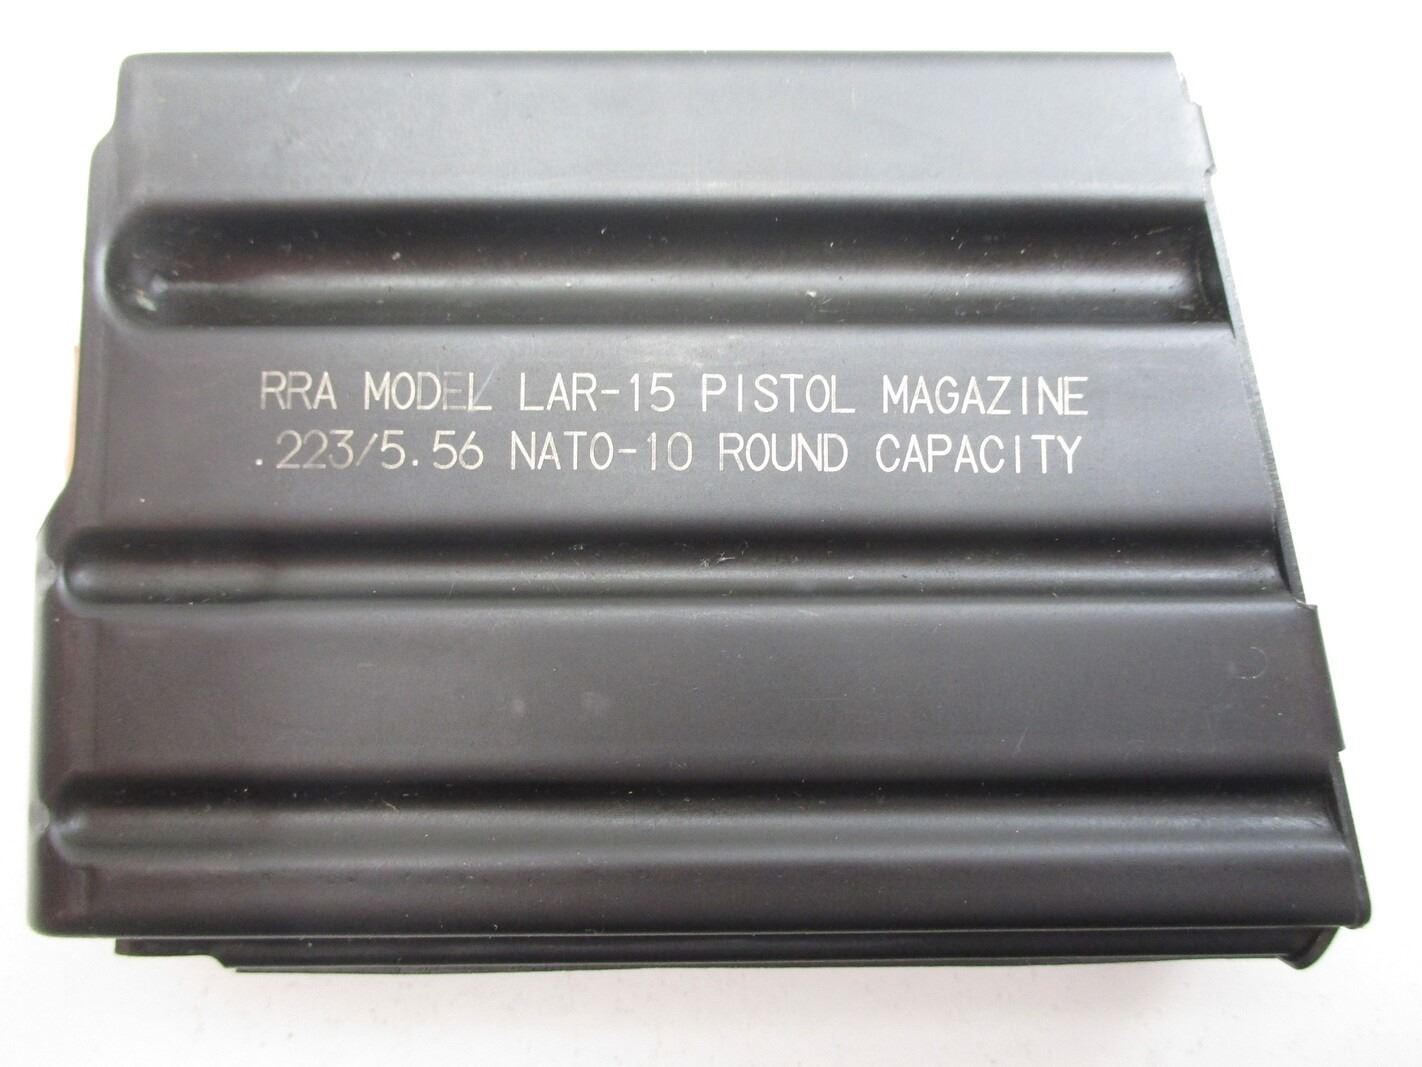 RRA MODEL LAR-15 PISTOL MAGAZINE
.223/5.56 NATO-10 ROUND CAPACITY